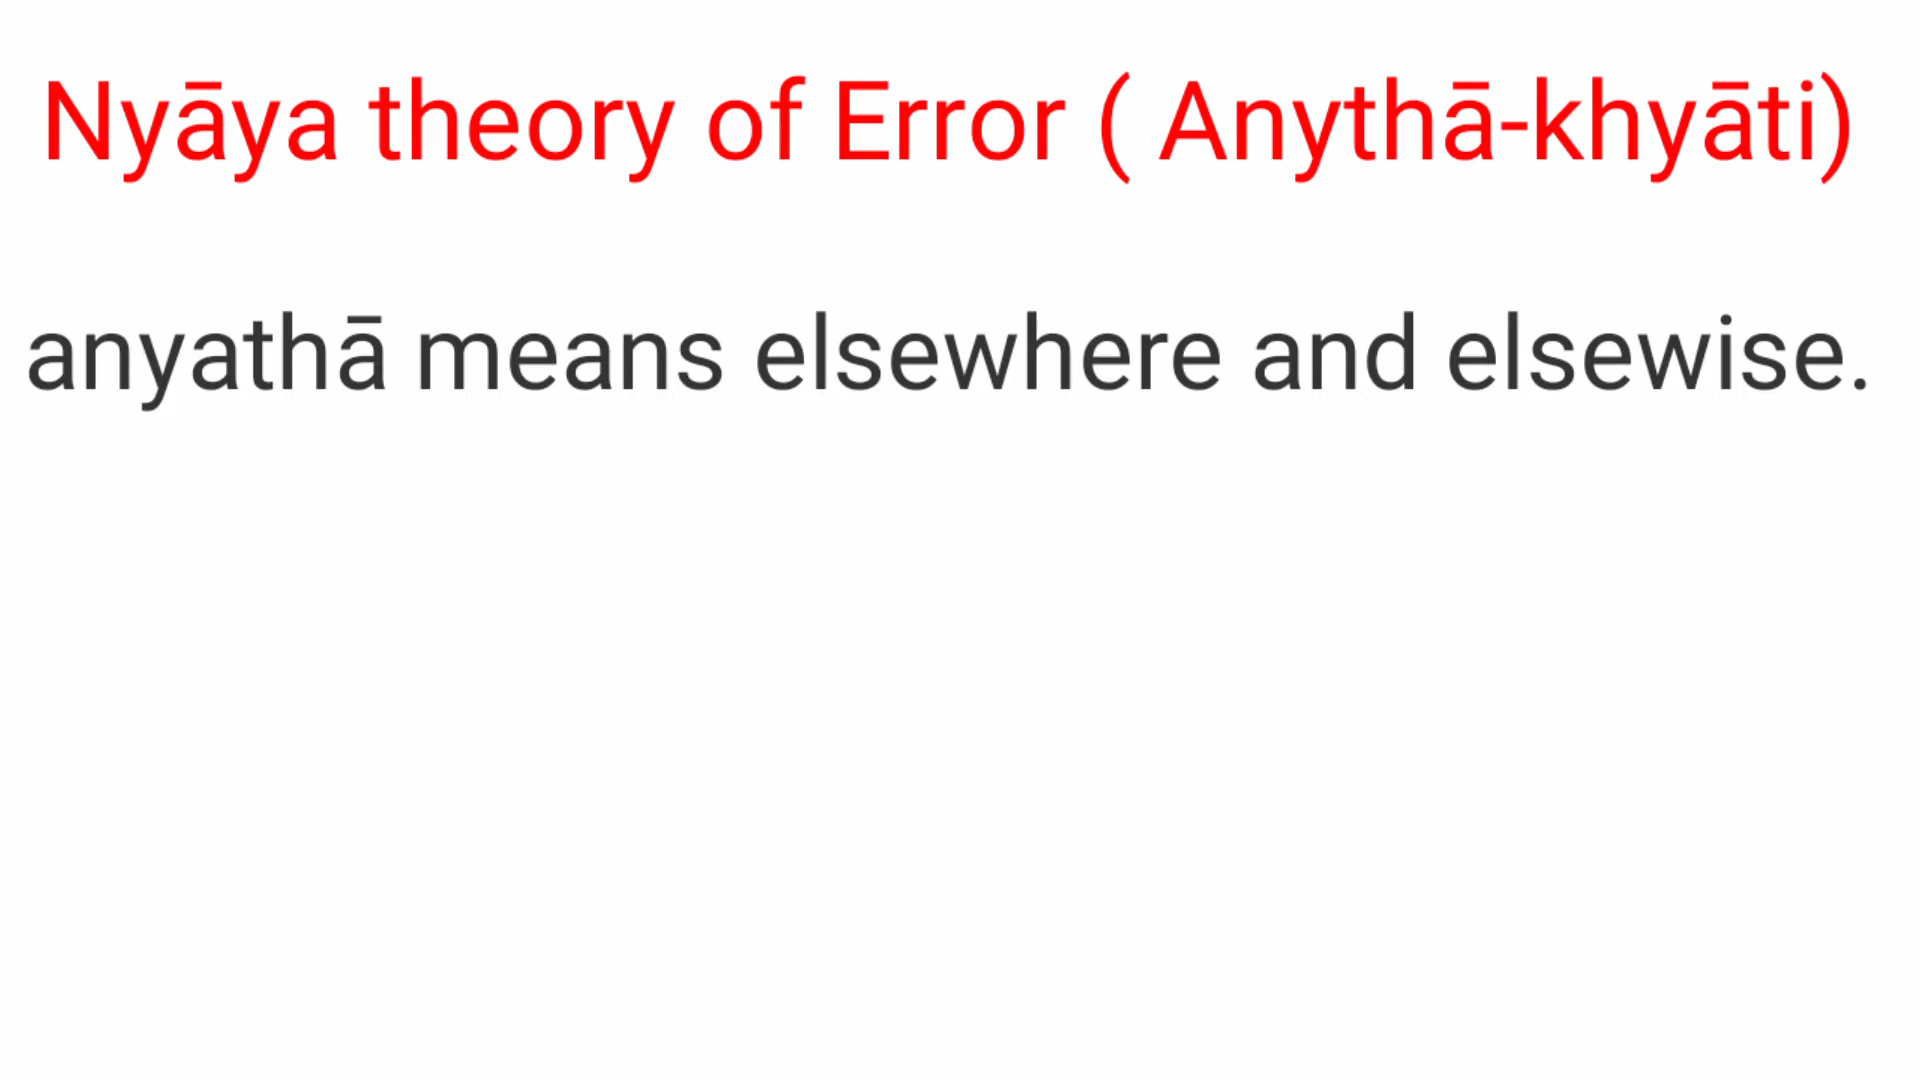 Nyāya theory of Error ( Anythā-khyāti)
anyathā means elsewhere and elsewise.